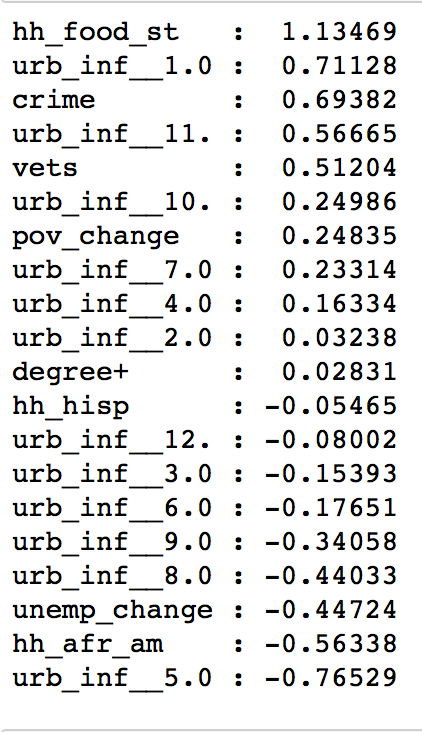 hh_food_st : 1.13469
urb_inf__1.0 : 0.71128
crime : 0.69382
urb_inf__11. : 0.56665
vets : 0.51204
urb_inf__10. : 0.24986
pov_change : 0.24835
urb_inf__7.0 : 0.23314
urb_inf__4.0 : 0.16334
urb_inf__2.0 : 0.03238
degree+ : 0.02831
hh_hisp : -0.05465
urb_inf__12. : -0.08002
urb_inf__3.0 : -0.15393
urb_inf__6.0 : -0.17651
urb_inf__9.0 : -0.34058
urb_inf__8.0 : -0.44033
unemp_change : -0.44724
hh_afr_am : -0.56338
urb_inf__5.0 : -0.76529